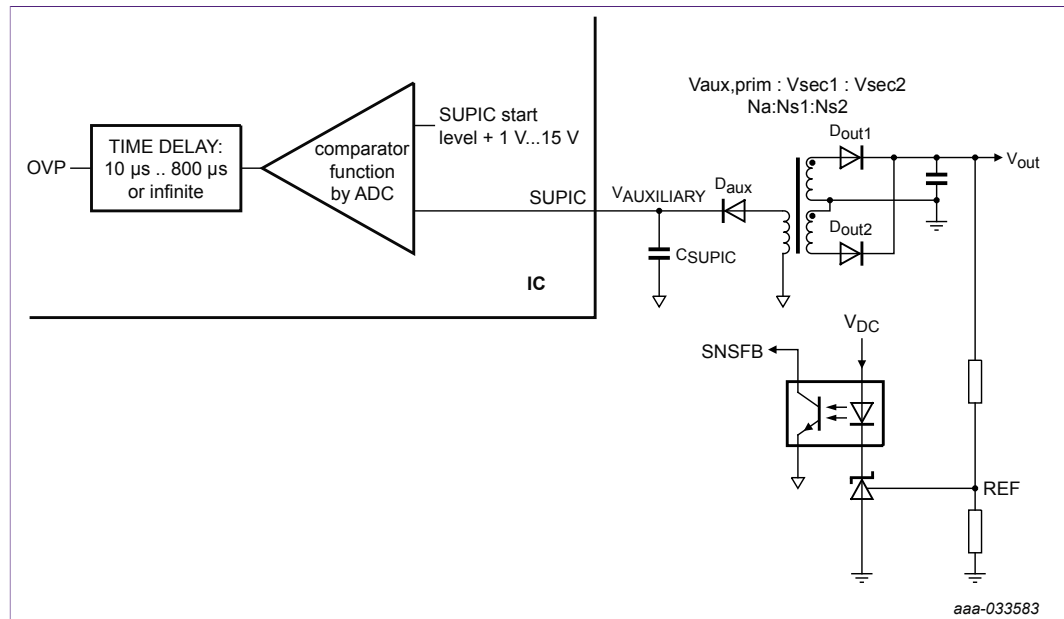 Vaux,prim : Vsec1 : Vsec2
Na:Ns1:Ns2
OVP
TIME DELAY:
10 µs .. 800 µs
or infinite
comparator
function
by ADC
SUPIC start
level + 1 V...15 V
SUPIC
IC
VAUXILIARY
CSUPIC
Daux
Dout1
Dout2
Vout
VDC
SNSFB
REF
aaa-033583